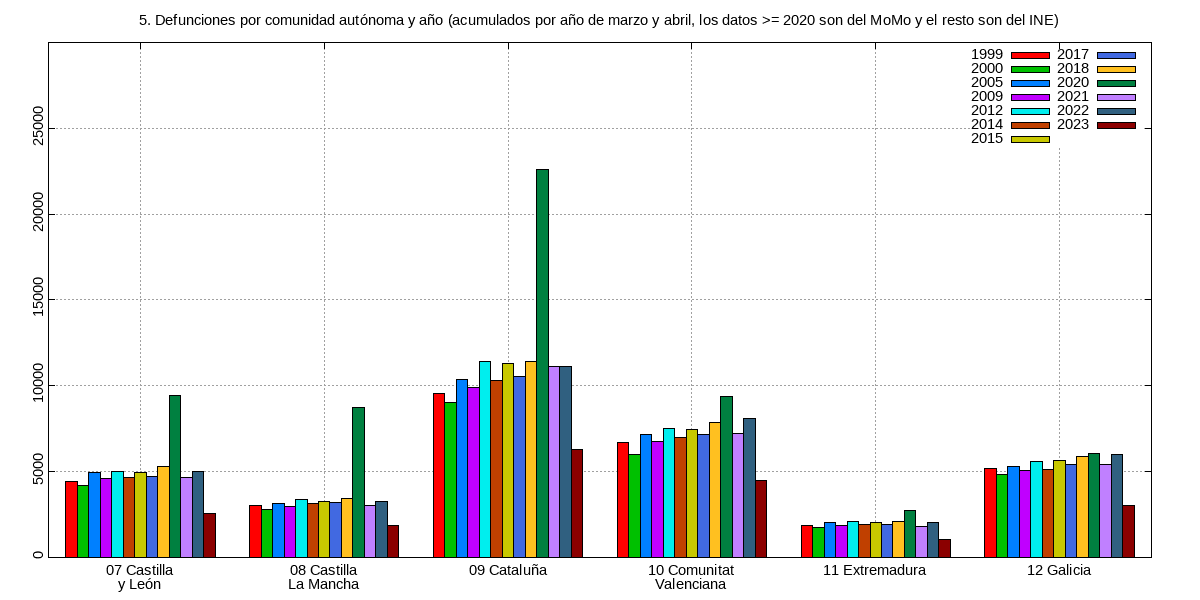 5. Defunciones por comunidad autónoma y año (acumulados por año de marzo y abril, los datos >= 2020 son del MoMo y el resto son del INE)
1999 2017
2000 2018
2005 2020
2009 2021
2012 2022
2014 2023
2015
25000
20000
15000
10000
5000
0
07 Castilla
y León
08 Castilla
La Mancha
09 Cataluña
10 Comunitat
Valenciana
11 Extremadura
12 Galicia